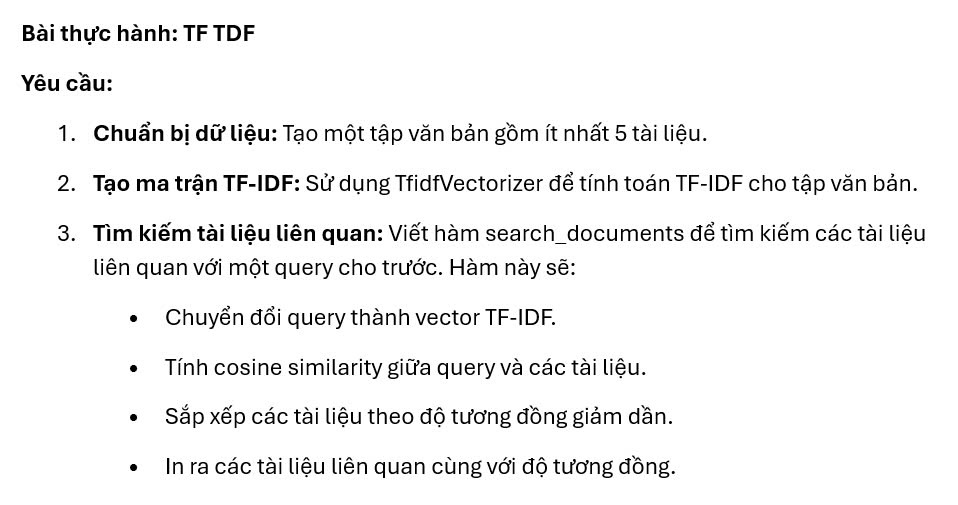 Bài thực hành: TF TDF
Yêu cầu:
1. Chuẩn bị dữ liệu: Tạo một tập văn bản gồm ít nhất 5 tài liệu.
2. Tạo ma trận TF-IDF: Sử dụng TfidfVectorizer để tính toán TF-IDF cho tập văn bản.
3. Tìm kiếm tài liệu liên quan: Viết hàm search_documents để tìm kiếm các tài liệu
liên quan với một query cho trước. Hàm này sẽ:
• Chuyển đổi query thành vector TF-IDF.
• Tính cosine similarity giữa query và các tài liệu.
• Sắp xếp các tài liệu theo độ tương đồng giảm dần.
• In ra các tài liệu liên quan cùng với độ tương đồng.